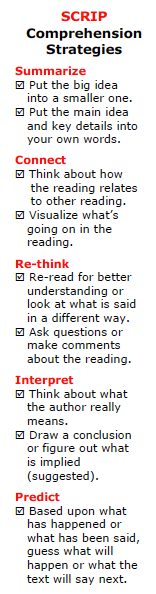 SCRIP
Comprehension
Strategies
Summarize
☑ Put the big idea
into a smaller one.
☑ Put the main idea
and key details into
your own words.
Connect
☑ Think about how
the reading relates
to other reading.
☑ Visualize what's
going on in the
reading.
Re-think
☑ Re-read for better
understanding or
look at what is said
in a different way.
☑ Ask questions or
make comments
about the reading.
Interpret
☑ Think about what
the author really
means.
☑ Draw a conclusion
or figure out what
is implied
(suggested).
Predict
☑ Based upon what
has happened or
what has been said,
guess what will
happen or what the
text will say next.